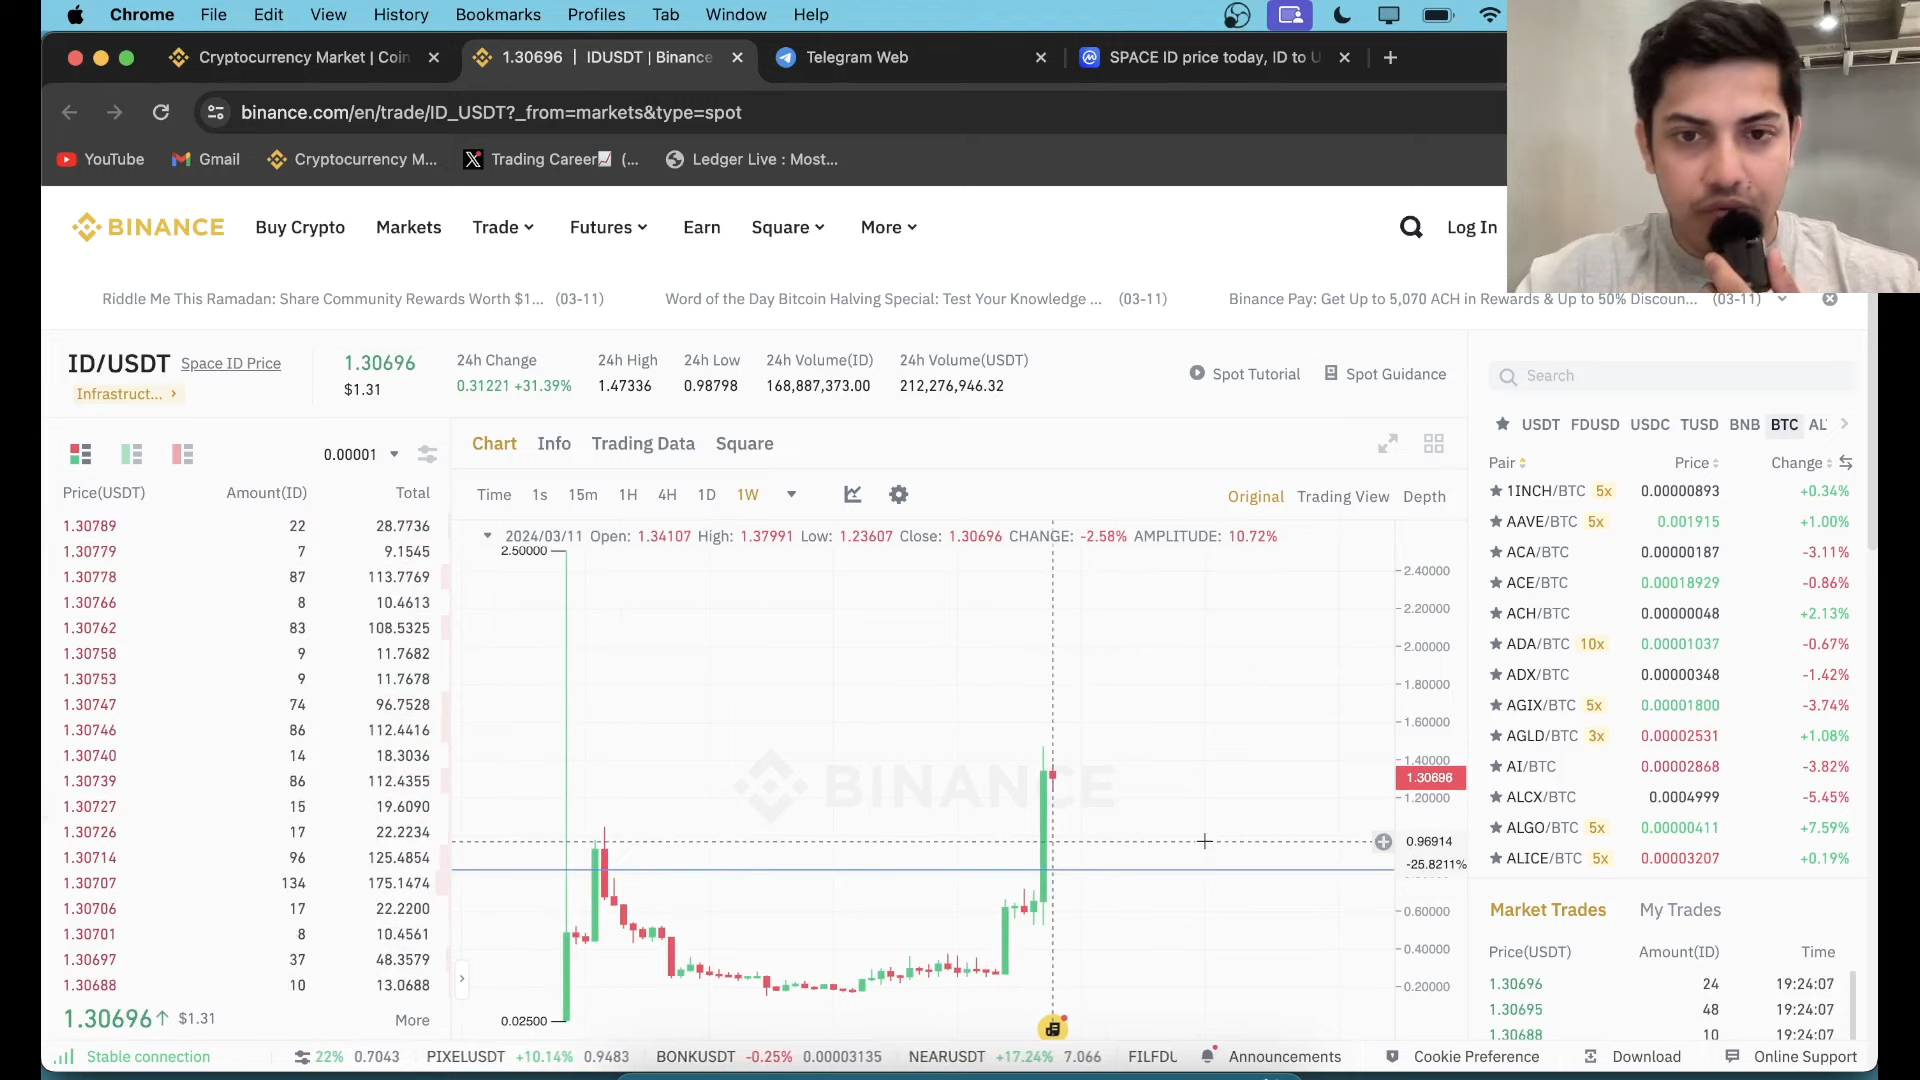 Chrome File Edit View History Bookmarks Profiles Tab Window Help
Cryptocurrency Market | Coin
1.30696 | IDUSDT | Binance
Telegram Web
SPACE ID price today, ID to U
binance.com/en/trade/ID_USDT?_from=markets&type=spot
YouTube Gmail Cryptocurrency M... Trading Career (... Ledger Live : Most...
BINANCE Buy Crypto Markets Trade Futures Earn Square More Log In
Riddle Me This Ramadan: Share Community Rewards Worth $1... (03-11)
Word of the Day Bitcoin Halving Special: Test Your Knowledge ... (03-11)
Binance Pay: Get Up to 5,070 ACH in Rewards & Up to 50% Discoun... (03-11)
ID/USDT Space ID Price
Infrastruct...
1.30696
$1.31
24h Change
0.31221 +31.39%
24h High
1.47336
24h Low
0.98798
24h Volume(ID)
168,887,373.00
24h Volume(USDT)
212,276,946.32
Spot Tutorial Spot Guidance
0.00001
Price(USDT) Amount(ID) Total
1.30789 22 28.7736
1.30779 7 9.1545
1.30778 87 113.7769
1.30766 8 10.4613
1.30762 83 108.5325
1.30758 9 11.7682
1.30753 9 11.7678
1.30747 74 96.7528
1.30746 86 112.4416
1.30740 14 18.3036
1.30739 86 112.4355
1.30727 15 19.6090
1.30726 17 22.2234
1.30714 96 125.4854
1.30707 134 175.1474
1.30706 17 22.2200
1.30701 8 10.4561
1.30697 37 48.3579
1.30688 10 13.0688
1.30696↑ $1.31 More
Chart Info Trading Data Square
Time 1s 15m 1H 4H 1D 1W
Original Trading View Depth
2024/03/11 Open: 1.34107 High: 1.37991 Low: 1.23607 Close: 1.30696 CHANGE: -2.58% AMPLITUDE: 10.72%
2.50000
2.40000
2.20000
2.00000
1.80000
1.60000
1.40000
1.30696
1.20000
0.96914
-25.8211%
0.60000
0.40000
0.20000
0.02500
BINANCE
Search
USDT FDUSD USDC TUSD BNB BTC AL
Pair Price Change
1INCH/BTC 5x 0.00000893 +0.34%
AAVE/BTC 5x 0.001915 +1.00%
ACA/BTC 0.00000187 -3.11%
ACE/BTC 0.00018929 -0.86%
ACH/BTC 0.00000048 +2.13%
ADA/BTC 10x 0.00001037 -0.67%
ADX/BTC 0.00000348 -1.42%
AGIX/BTC 5x 0.00001800 -3.74%
AGLD/BTC 3x 0.00002531 +1.08%
AI/BTC 0.00002868 -3.82%
ALCX/BTC 0.0004999 -5.45%
ALGO/BTC 5x 0.00000411 +7.59%
ALICE/BTC 5x 0.00003207 +0.19%
Market Trades My Trades
Price(USDT) Amount(ID) Time
1.30696 24 19:24:07
1.30695 48 19:24:07
1.30688 10 19:24:07
Stable connection
22% 0.7043 PIXELUSDT +10.14% 0.9483 BONKUSDT -0.25% 0.00003135 NEARUSDT +17.24% 7.066 FILFDU
Announcements Cookie Preference Download Online Support